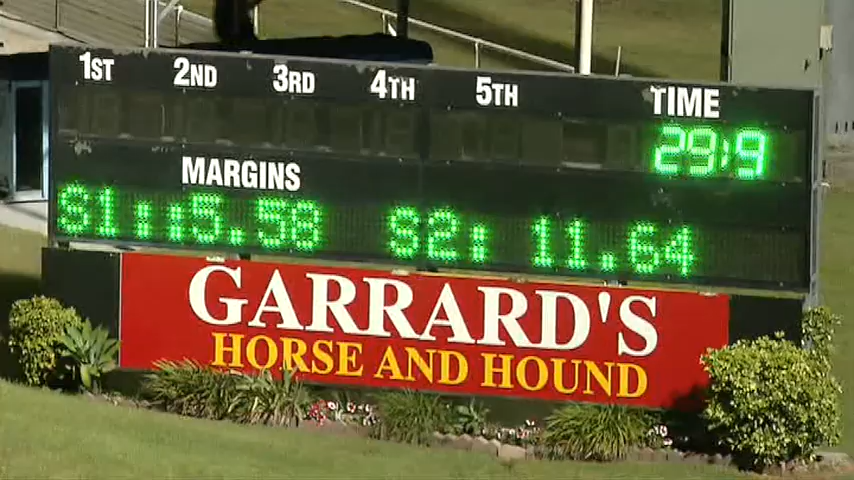 1ST 2ND 3RD 4TH 5TH TIME
29:9
MARGINS
S1::5.58 S2: 11.64
GARRARD'S
HORSE AND HOUND